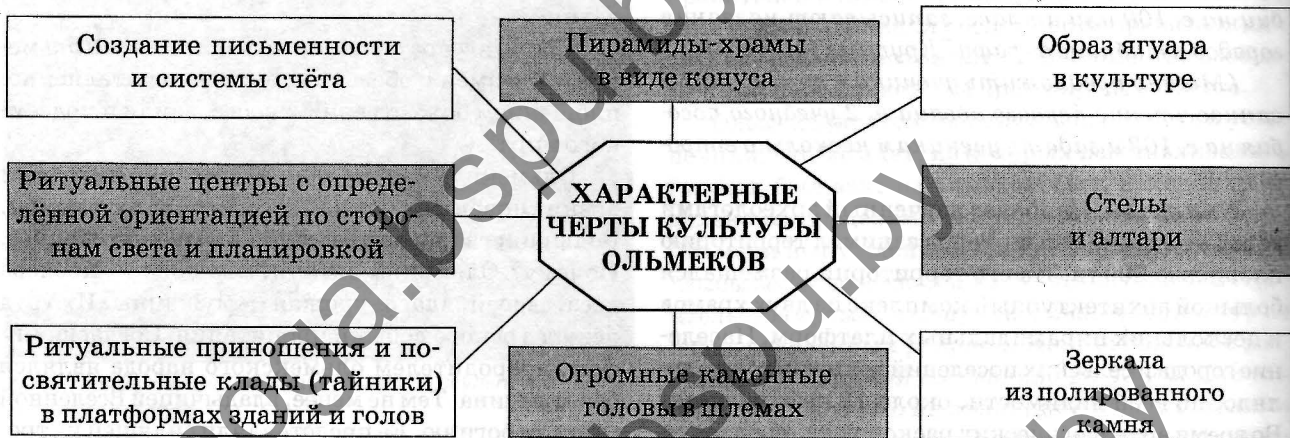 Создание письменности
и системы счёта
Пирамиды-храмы
в виде конуса
Образ ягуара
в культуре
Ритуальные центры с опреде-
лённой ориентацией по сторо-
нам света и планировкой
ХАРАКТЕРНЫЕ
ЧЕРТЫ КУЛЬТУРЫ
ОЛЬМЕКОВ
Стелы
и алтари
Ритуальные приношения и по-
святительные клады (тайники)
в платформах зданий и голов
Огромные каменные
головы в шлемах
Зеркала
из полированного
камня